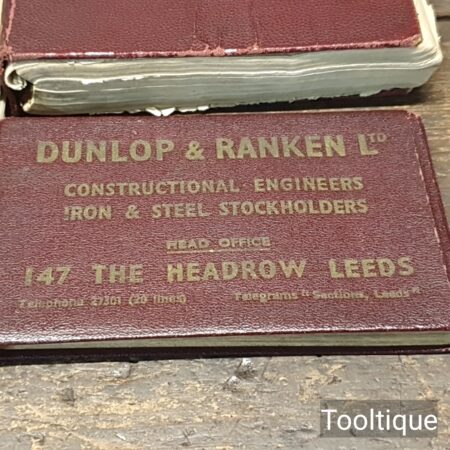 DUNLOP & RANKEN LTD
CONSTRUCTIONAL ENGINEERS
IRON & STEEL STOCKHOLDERS
HEAD OFFICE
147 THE HEADROW LEEDS
Telephone 27301 (20 lines) Telegrams "Sections, Leeds"
Tooltique